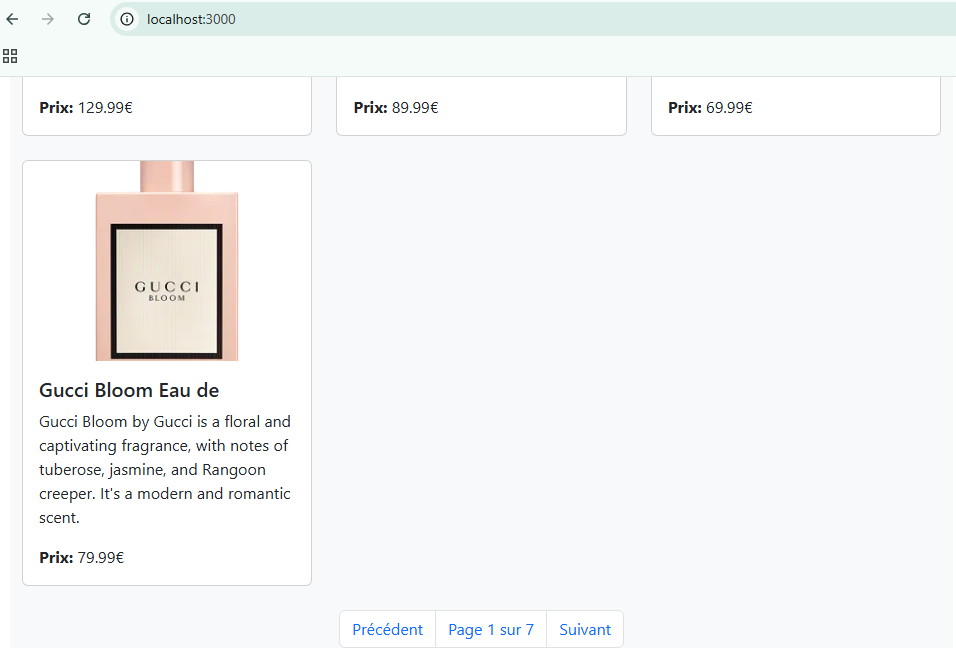 localhost:3000
Prix: 129.99€
Prix: 89.99€
Prix: 69.99€
GUCCI
BLOOM
Gucci Bloom Eau de
Gucci Bloom by Gucci is a floral and
captivating fragrance, with notes of
tuberose, jasmine, and Rangoon
creeper. It's a modern and romantic
scent.
Prix: 79.99€
Précédent
Page 1 sur 7
Suivant